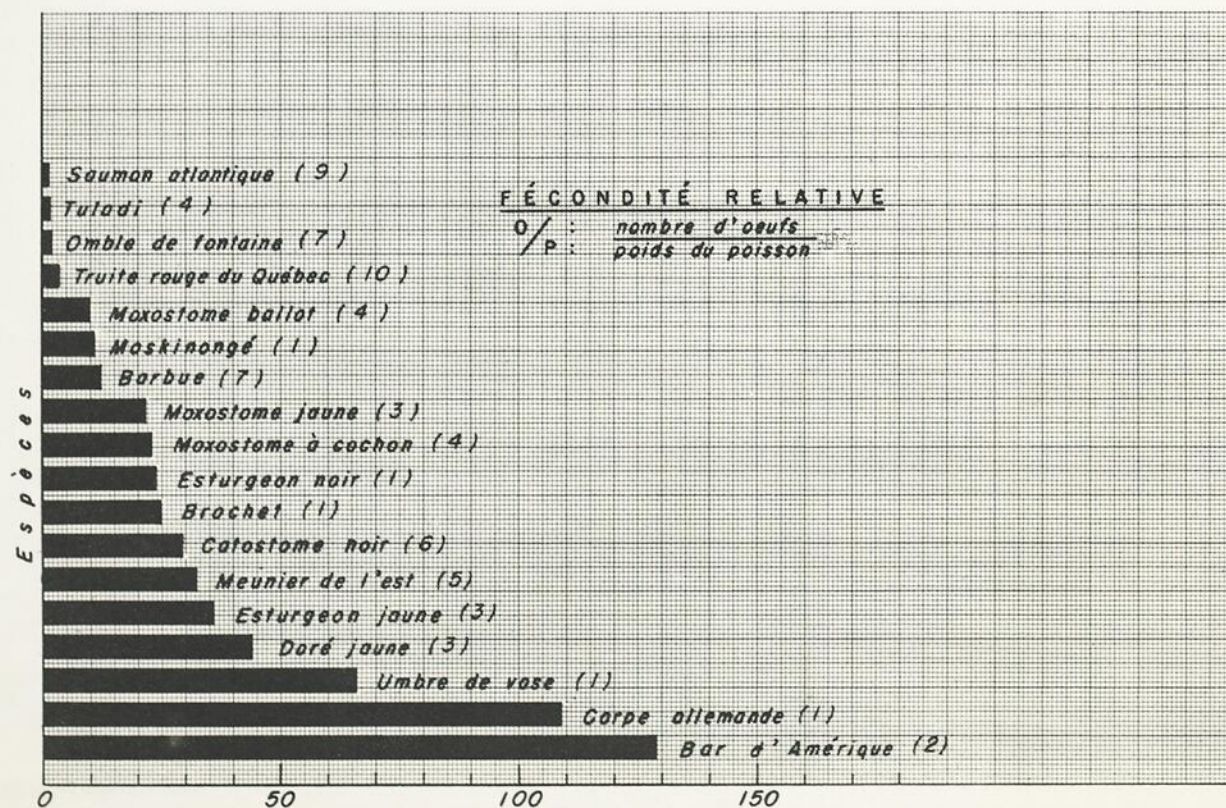 Saumon atlantique (9)
Tuladi (4)
Omble de fontaine (7)
Truite rouge du Québec (10)
Moxostome ballot (4)
Maskinongé (1)
Barbue (7)
Moxostome jaune (3)
Moxostome à cochon (4)
Esturgeon noir (1)
Brochet (1)
Catostome noir (6)
Meunier de l'est (5)
Esturgeon jaune (3)
Doré jaune (3)
Umbre de vase (1)
Carpe allemande (1)
Bar d'Amérique (2)
FÉCONDITÉ RELATIVE
O/P : nombre d'oeufs
: poids du poisson
Espèces
0 50 100 150